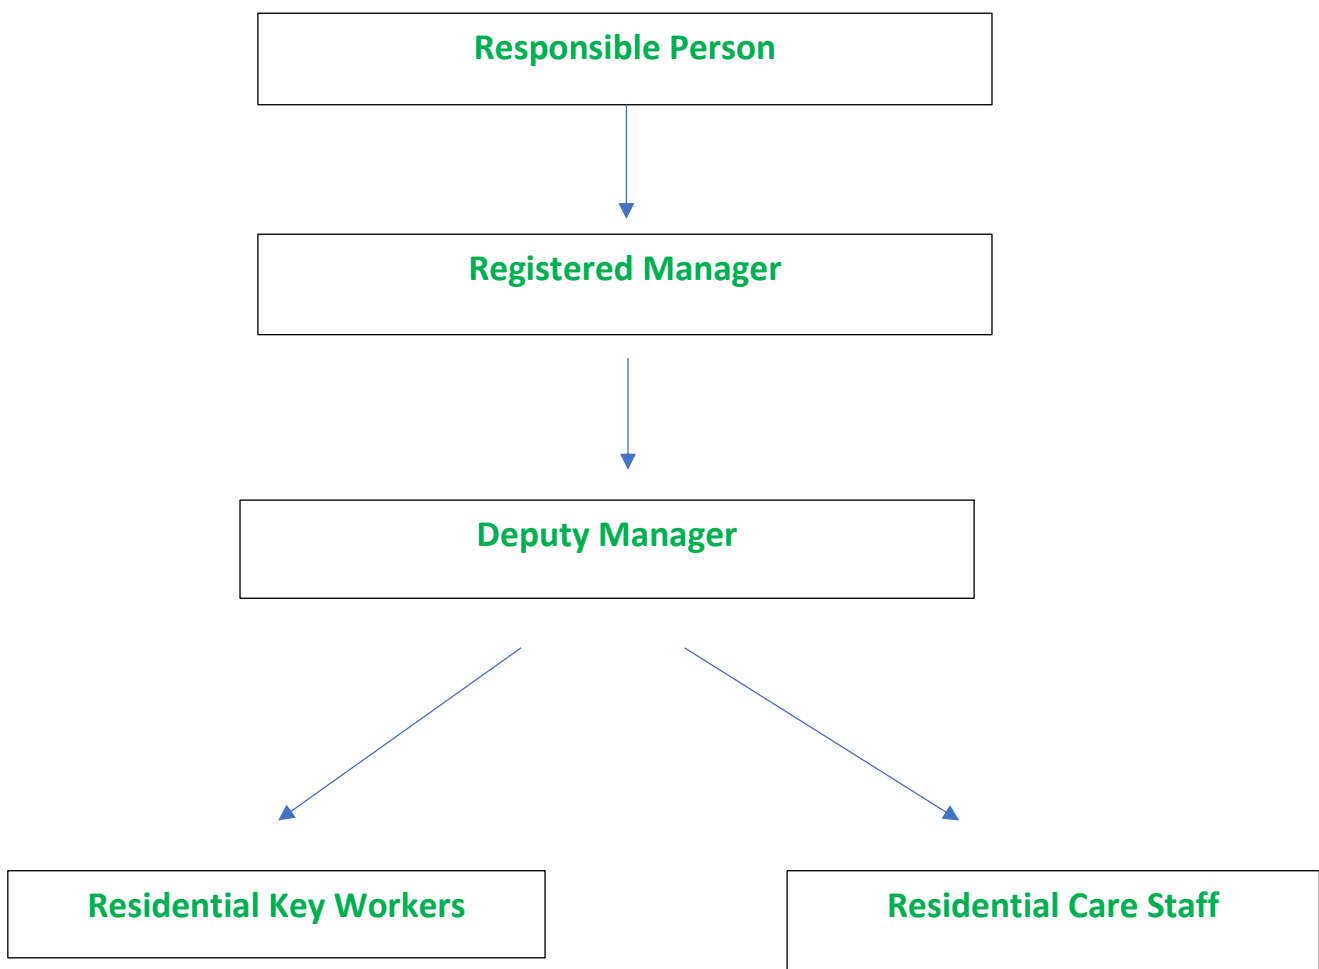 Responsible Person
Registered Manager
Deputy Manager
Residential Key Workers
Residential Care Staff